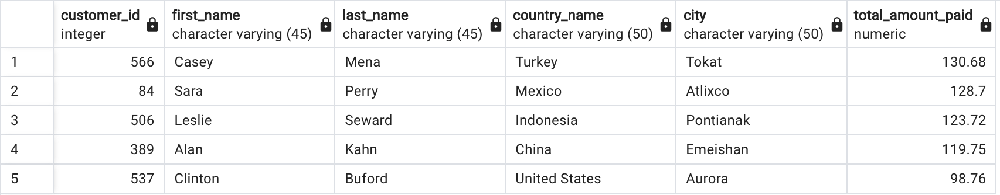 customer_id first_name last_name country_name city total_amount_paid
integer character varying (45) character varying (45) character varying (50) character varying (50) numeric
1 566 Casey Mena Turkey Tokat 130.68
2 84 Sara Perry Mexico Atlixco 128.7
3 506 Leslie Seward Indonesia Pontianak 123.72
4 389 Alan Kahn China Emeishan 119.75
5 537 Clinton Buford United States Aurora 98.76